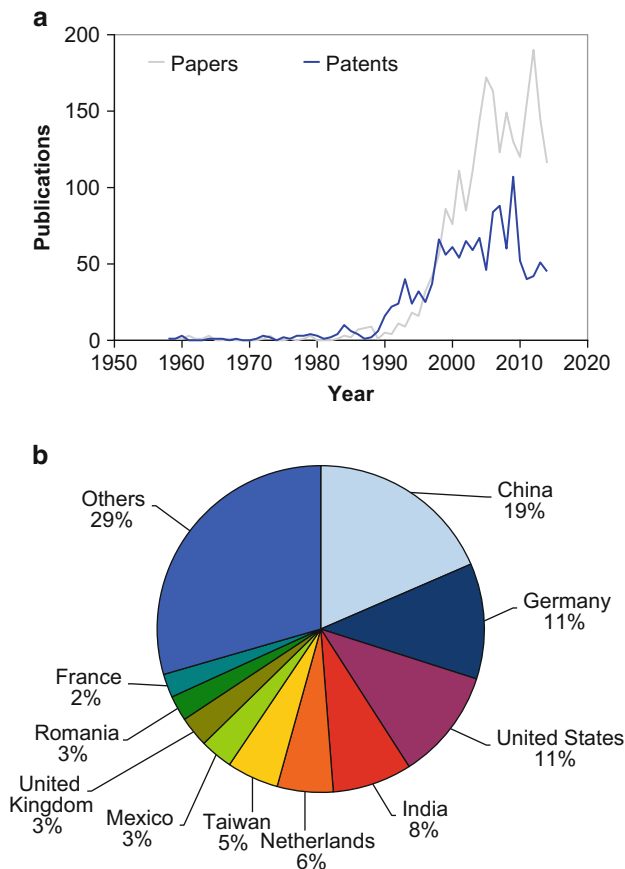 a
200
150
100
50
0
Publications
Papers
Patents
1950 1960 1970 1980 1990 2000 2010 2020
Year
b
China
19%
Germany
11%
United States
11%
India
8%
Netherlands
6%
Taiwan
5%
Mexico
3%
United
Kingdom
3%
Romania
3%
France
2%
Others
29%